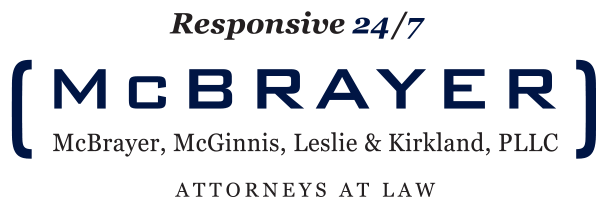 Responsive 24/7
McBRAYER
McBrayer, McGinnis, Leslie & Kirkland, PLLC
ATTORNEYS AT LAW